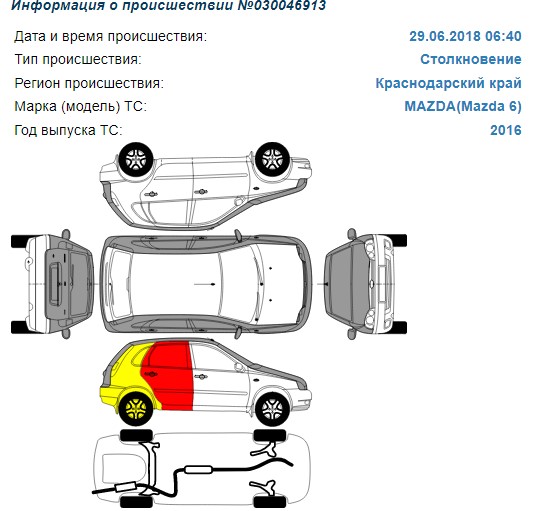 Информация о происшествии №030046913
Дата и время происшествия: 29.06.2018 06:40
Тип происшествия: Столкновение
Регион происшествия: Краснодарский край
Марка (модель) ТС: MAZDA(Mazda 6)
Год выпуска ТС: 2016